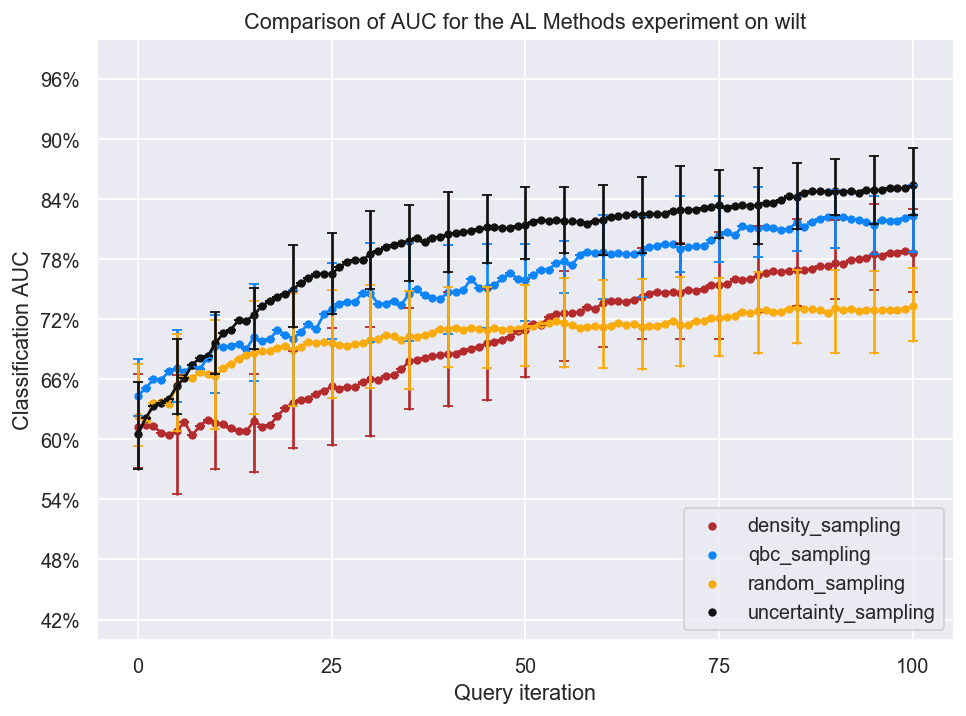 Comparison of AUC for the AL Methods experiment on wilt
96%
90%
84%
78%
72%
66%
60%
54%
48%
42%
Classification AUC
density_sampling
qbc_sampling
random_sampling
uncertainty_sampling
0 25 50 75 100
Query iteration